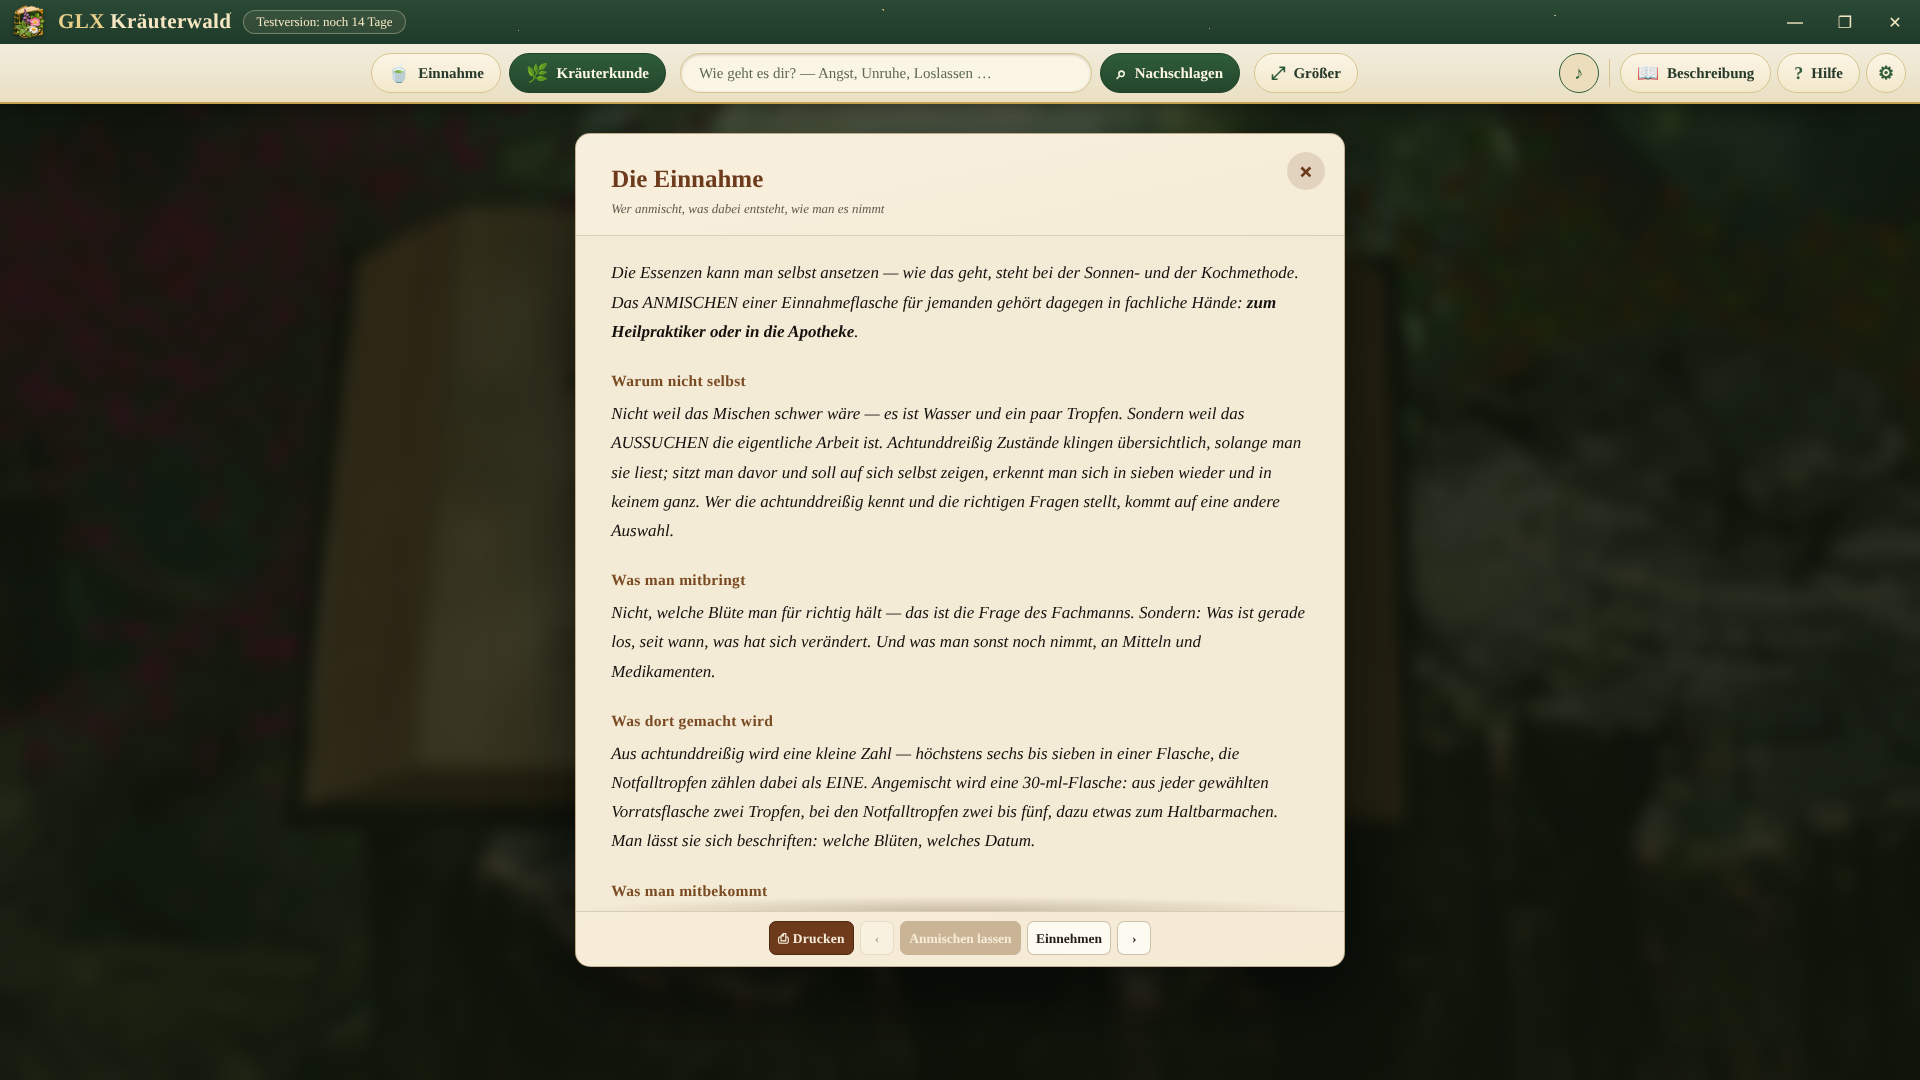 GLX Kräuterwald
Testversion: noch 14 Tage
Einnahme
Kräuterkunde
Wie geht es dir? — Angst, Unruhe, Loslassen …
Nachschlagen
Größer
Beschreibung
? Hilfe
Die Einnahme
Wer anmischt, was dabei entsteht, wie man es nimmt
Die Essenzen kann man selbst ansetzen — wie das geht, steht bei der Sonnen- und der Kochmethode.
Das ANMISCHEN einer Einnahmeflasche für jemanden gehört dagegen in fachliche Hände: zum
Heilpraktiker oder in die Apotheke.
Warum nicht selbst
Nicht weil das Mischen schwer wäre — es ist Wasser und ein paar Tropfen. Sondern weil das
AUSSUCHEN die eigentliche Arbeit ist. Achtunddreißig Zustände klingen übersichtlich, solange man
sie liest; sitzt man davor und soll auf sich selbst zeigen, erkennt man sich in sieben wieder und in
keinem ganz. Wer die achtunddreißig kennt und die richtigen Fragen stellt, kommt auf eine andere
Auswahl.
Was man mitbringt
Nicht, welche Blüte man für richtig hält — das ist die Frage des Fachmanns. Sondern: Was ist gerade
los, seit wann, was hat sich verändert. Und was man sonst noch nimmt, an Mitteln und
Medikamenten.
Was dort gemacht wird
Aus achtunddreißig wird eine kleine Zahl — höchstens sechs bis sieben in einer Flasche, die
Notfalltropfen zählen dabei als EINE. Angemischt wird eine 30-ml-Flasche: aus jeder gewählten
Vorratsflasche zwei Tropfen, bei den Notfalltropfen zwei bis fünf, dazu etwas zum Haltbarmachen.
Man lässt sie sich beschriften: welche Blüten, welches Datum.
Was man mitbekommt
Drucken
‹
Anmischen lassen
Einnehmen
›